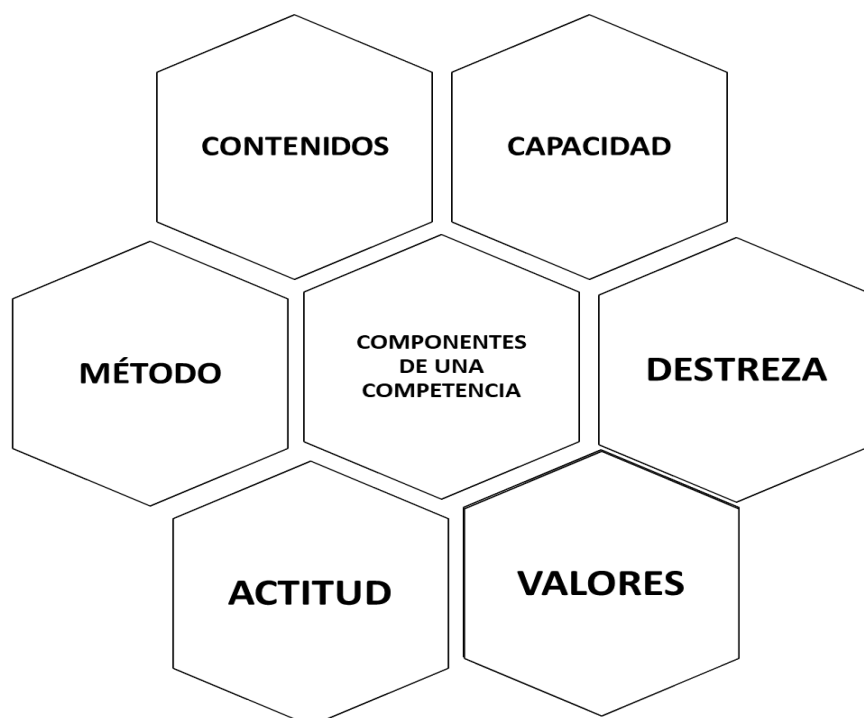 CONTENIDOS
CAPACIDAD
MÉTODO
COMPONENTES
DE UNA
COMPETENCIA
DESTREZA
ACTITUD
VALORES